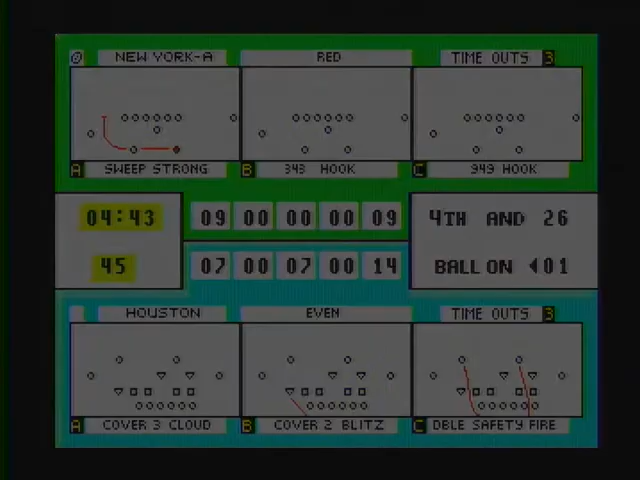 NEW YORK-A RED TIME OUTS 3
A SWEEP STRONG B 343 HOOK C 949 HOOK
04:43 09 00 00 00 09 4TH AND 26
45 07 00 07 00 14 BALL ON ◀01
HOUSTON EVEN TIME OUTS 3
A COVER 3 CLOUD B COVER 2 BLITZ C DBLE SAFETY FIRE